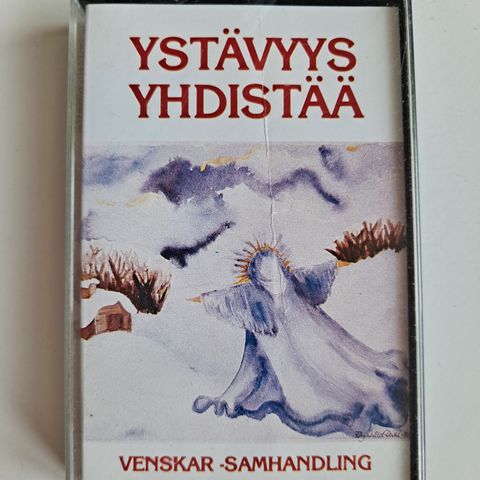 YSTÄVYYS
YHDISTÄÄ
VENSKAR -SAMHANDLING